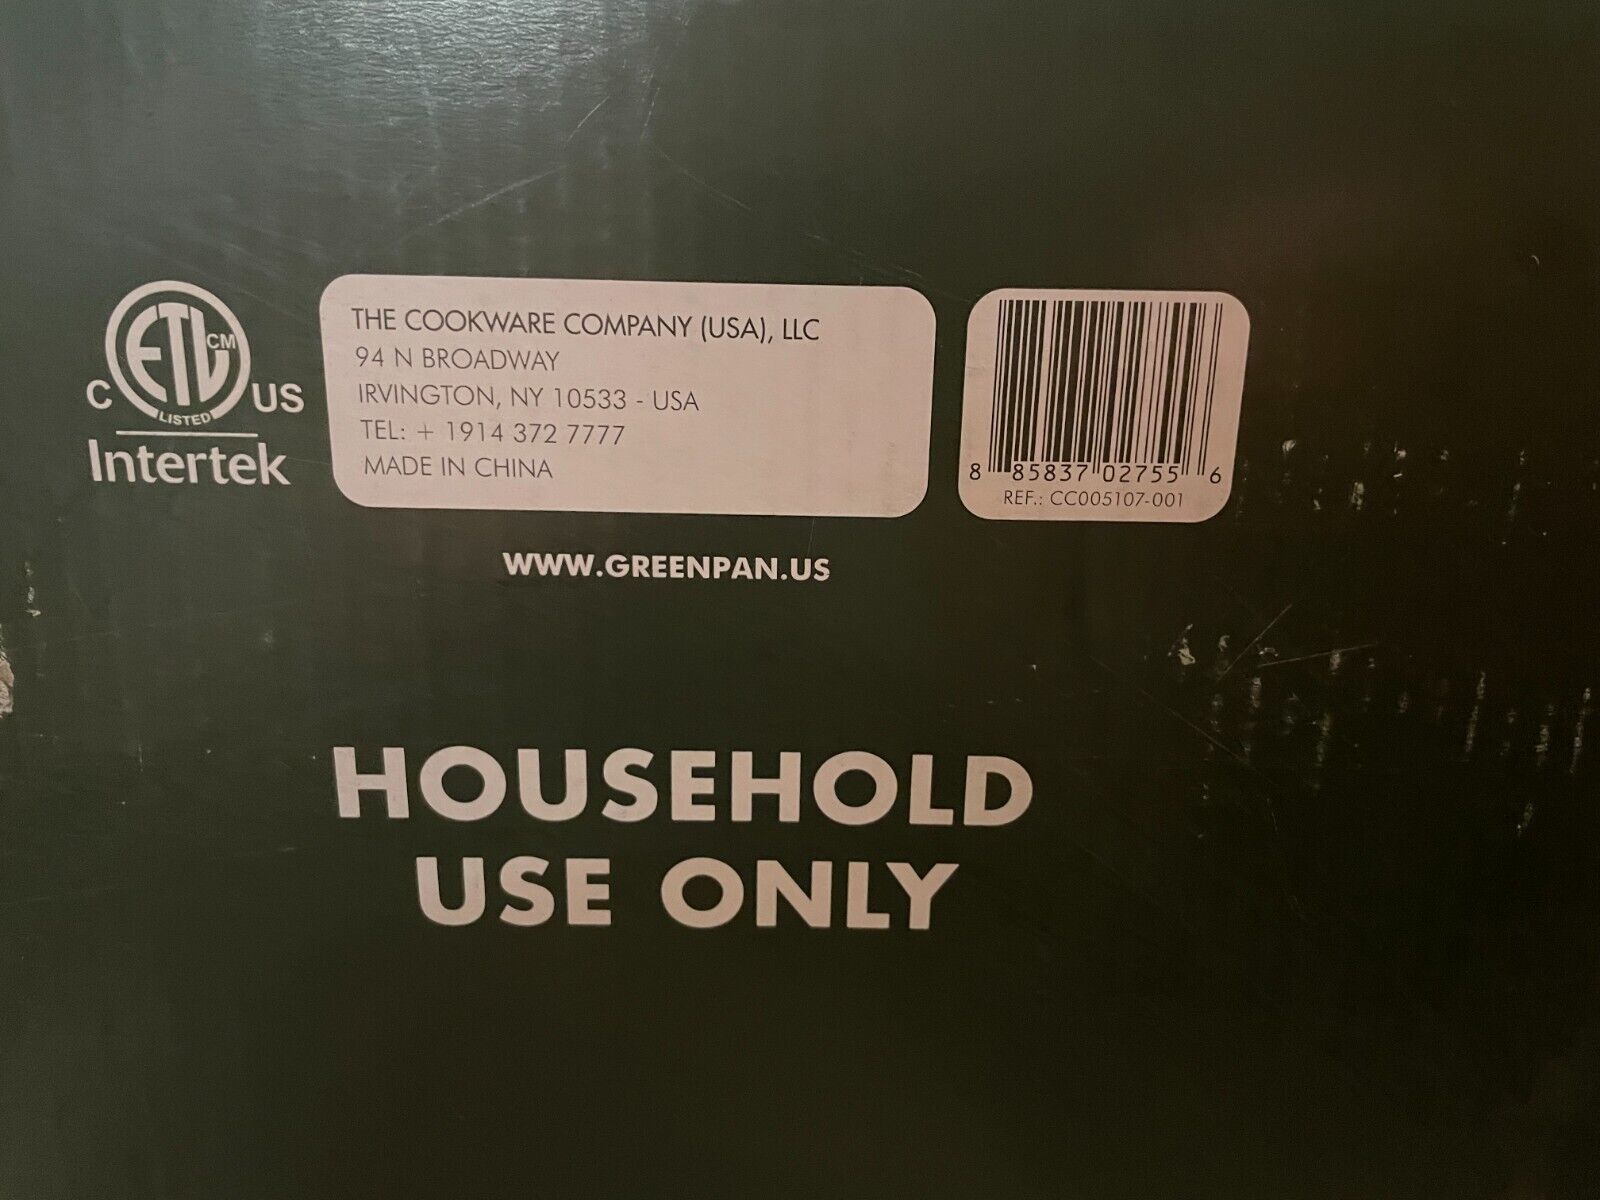 ETL CM
C US
LISTED
Intertek
THE COOKWARE COMPANY (USA), LLC
94 N BROADWAY
IRVINGTON, NY 10533 - USA
TEL: + 1914 372 7777
MADE IN CHINA
8 85837 02755 6
REF.: CC005107-001
WWW.GREENPAN.US
HOUSEHOLD
USE ONLY